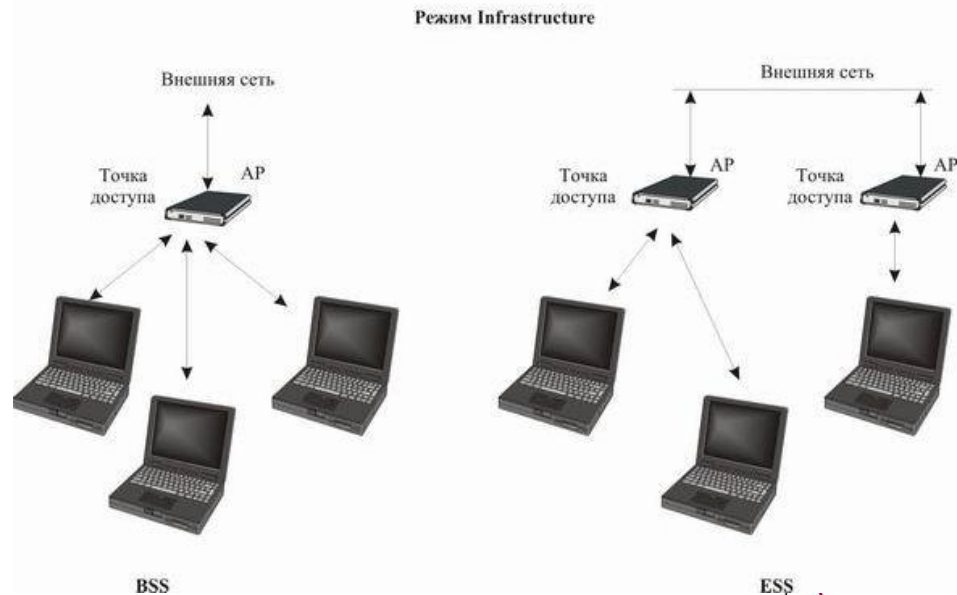 Режим Infrastructure
Внешняя сеть
AP
Точка
доступа
BSS
Внешняя сеть
AP
Точка
доступа
AP
Точка
доступа
ESS